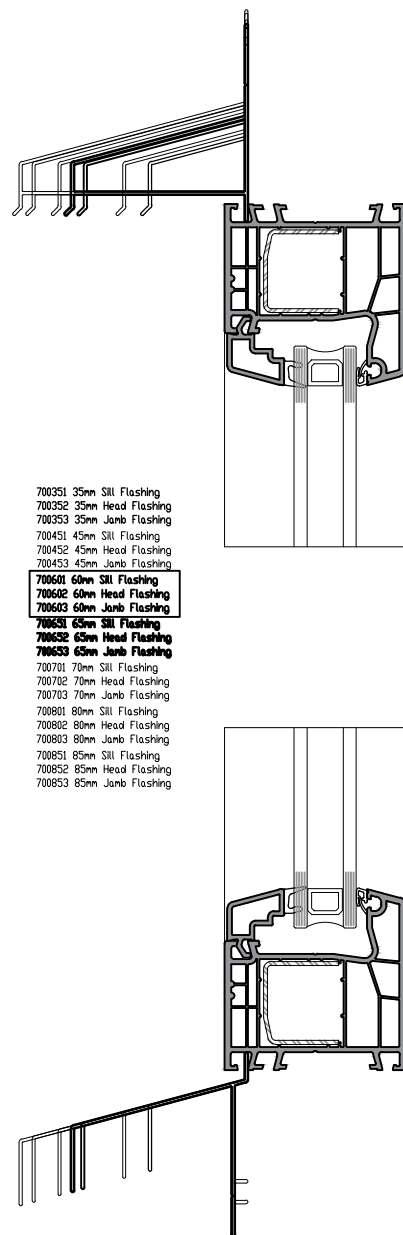 700351 35mm Sill Flashing
700352 35mm Head Flashing
700353 35mm Jamb Flashing
700451 45mm Sill Flashing
700452 45mm Head Flashing
700453 45mm Jamb Flashing
700601 60mm Sill Flashing
700602 60mm Head Flashing
700603 60mm Jamb Flashing
700651 65mm Sill Flashing
700652 65mm Head Flashing
700653 65mm Jamb Flashing
700701 70mm Sill Flashing
700702 70mm Head Flashing
700703 70mm Jamb Flashing
700801 80mm Sill Flashing
700802 80mm Head Flashing
700803 80mm Jamb Flashing
700851 85mm Sill Flashing
700852 85mm Head Flashing
700853 85mm Jamb Flashing